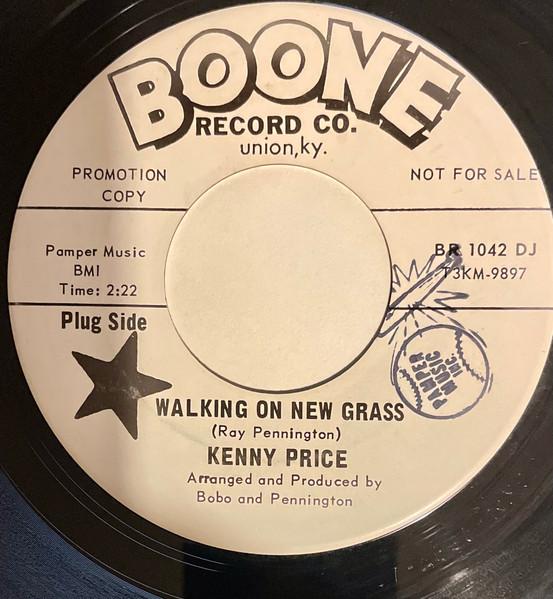 BOONE
RECORD CO.
union,ky.
PROMOTION
COPY
NOT FOR SALE
Pamper Music
BMI
Time: 2:22
BR 1042 DJ
T3KM-9897
Plug Side
PAMPER
MUSIC
INC
WALKING ON NEW GRASS
(Ray Pennington)
KENNY PRICE
Arranged and Produced by
Bobo and Pennington